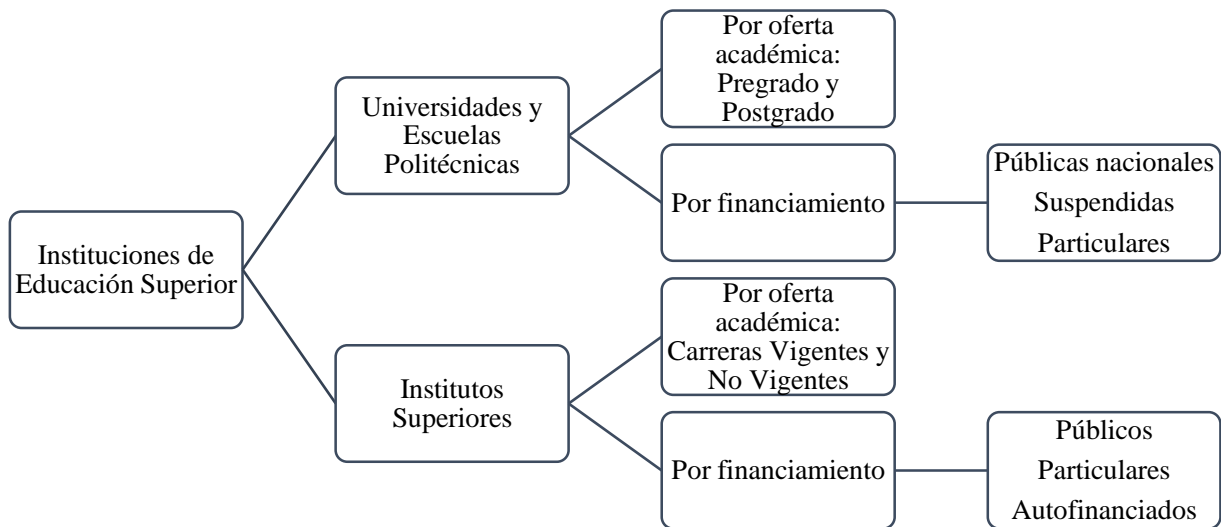 Instituciones de
Educación Superior
Universidades y
Escuelas
Politécnicas
Por oferta
académica:
Pregrado y
Postgrado
Por financiamiento
Públicas nacionales
Suspendidas
Particulares
Institutos
Superiores
Por oferta
académica:
Carreras Vigentes y
No Vigentes
Por financiamiento
Públicos
Particulares
Autofinanciados